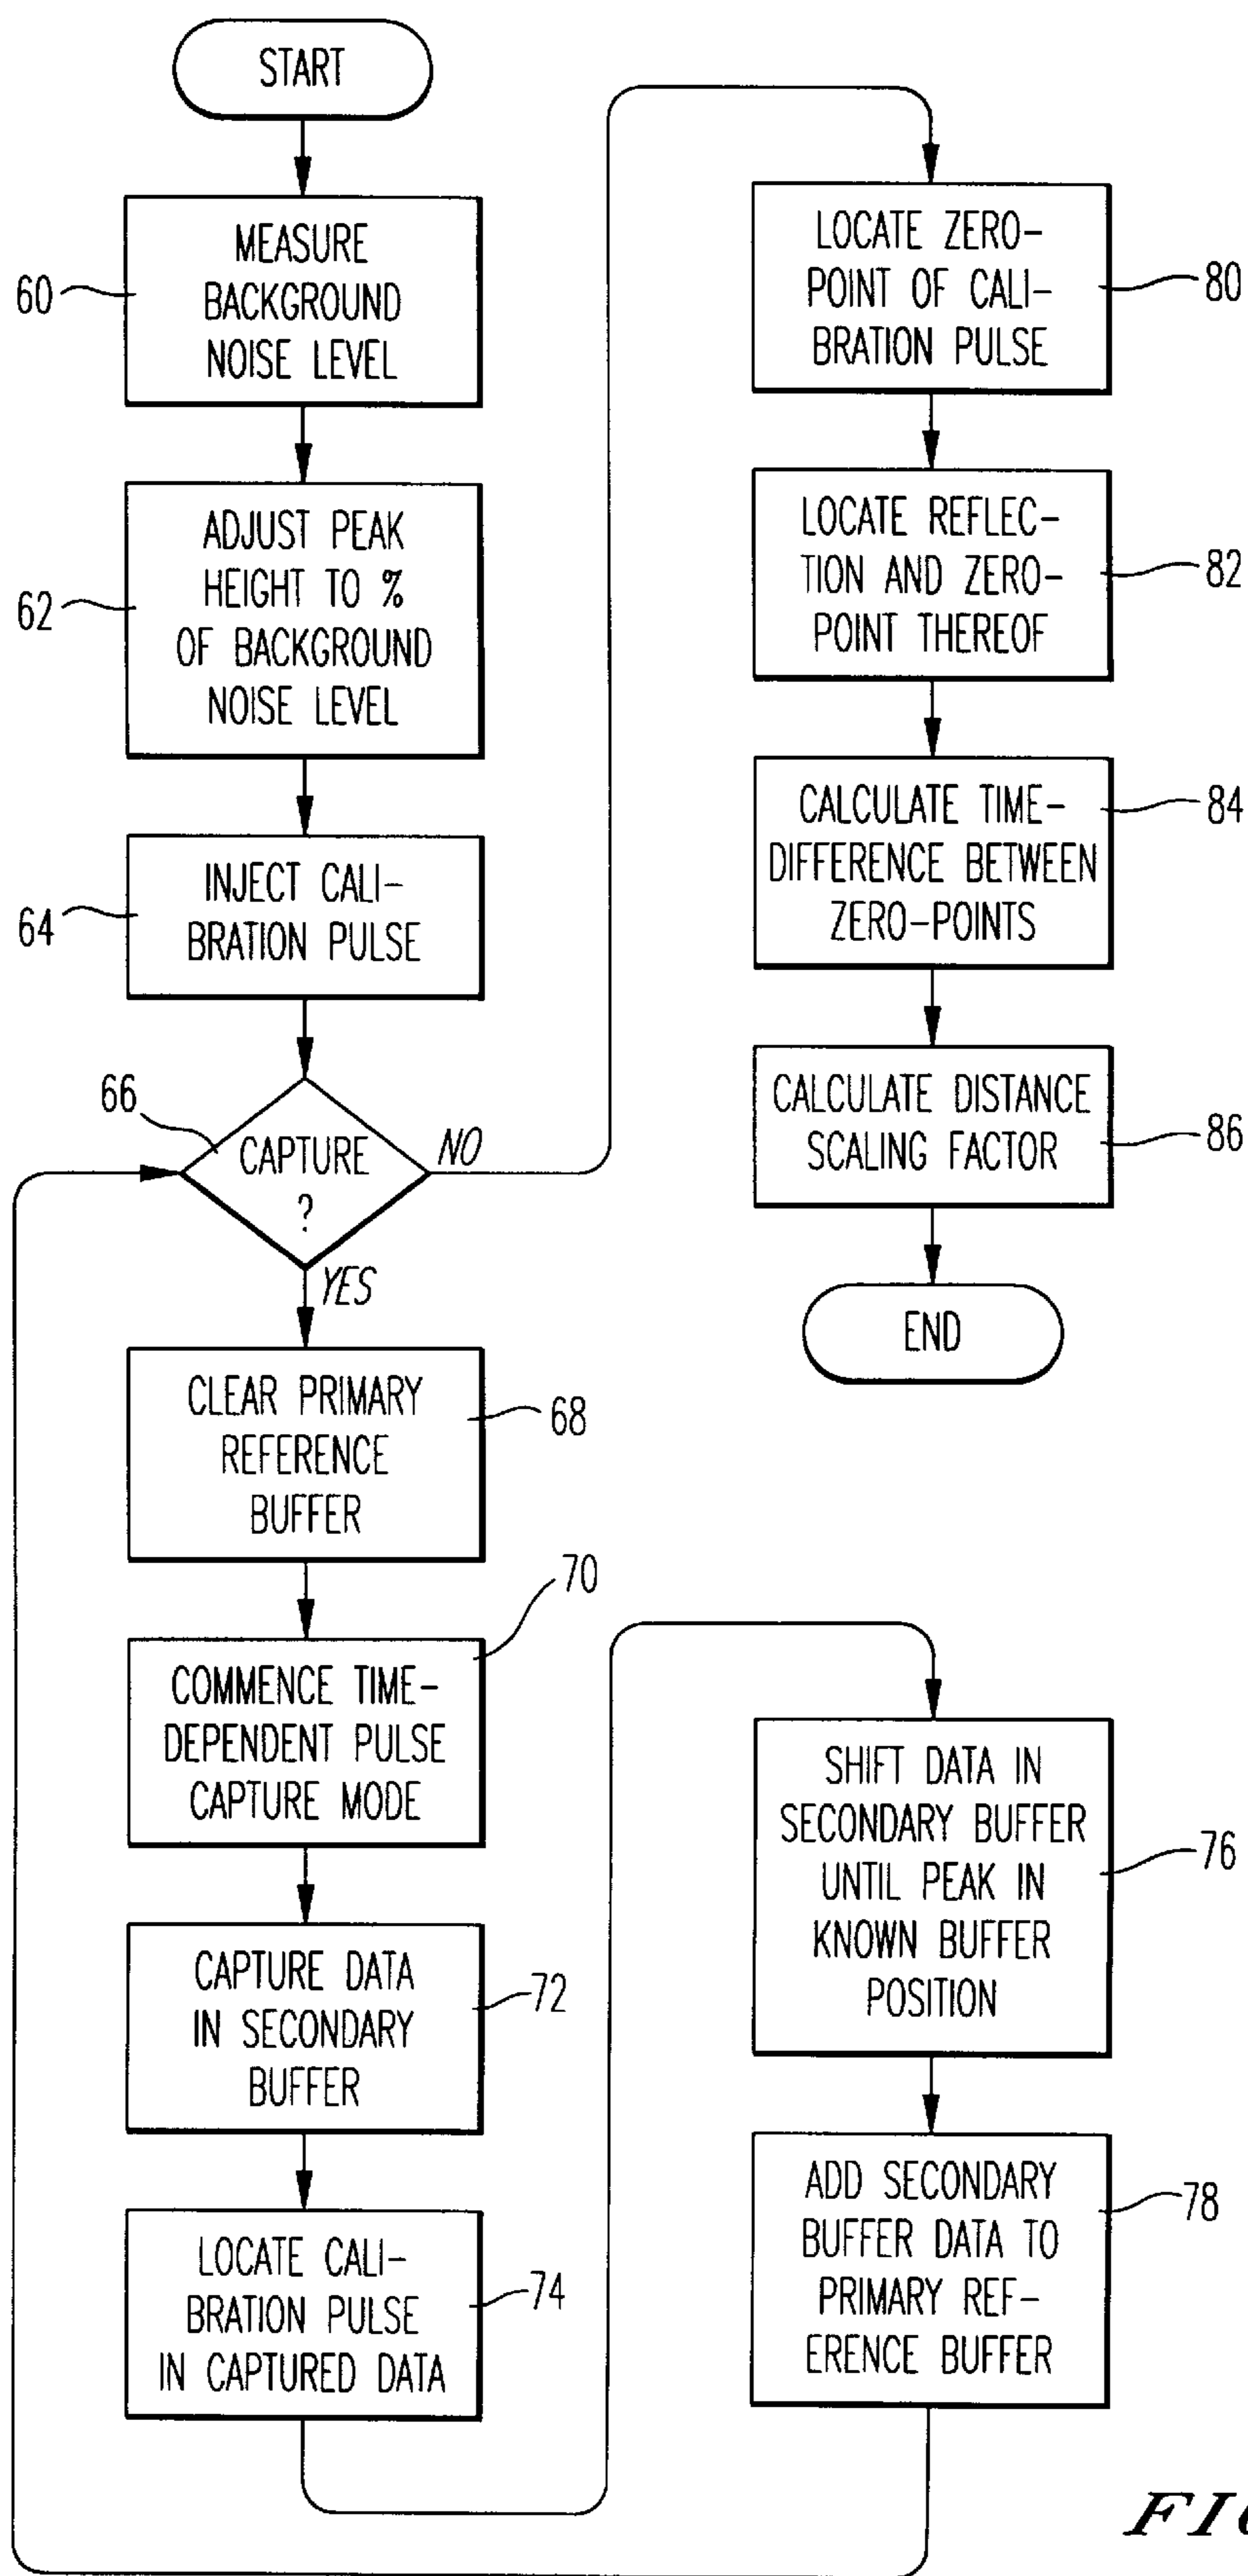 START
60
MEASURE
BACKGROUND
NOISE LEVEL
62
ADJUST PEAK
HEIGHT TO %
OF BACKGROUND
NOISE LEVEL
64
INJECT CALI-
BRATION PULSE
66
CAPTURE
?
NO
YES
CLEAR PRIMARY
REFERENCE
BUFFER
68
70
COMMENCE TIME-
DEPENDENT PULSE
CAPTURE MODE
CAPTURE DATA
IN SECONDARY
BUFFER
72
LOCATE CALI-
BRATION PULSE
IN CAPTURED DATA
74
SHIFT DATA IN
SECONDARY BUFFER
UNTIL PEAK IN
KNOWN BUFFER
POSITION
76
ADD SECONDARY
BUFFER DATA TO
PRIMARY REF-
ERENCE BUFFER
78
LOCATE ZERO-
POINT OF CALI-
BRATION PULSE
80
LOCATE REFLEC-
TION AND ZERO-
POINT THEREOF
82
CALCULATE TIME-
DIFFERENCE BETWEEN
ZERO-POINTS
84
CALCULATE DISTANCE
SCALING FACTOR
86
END